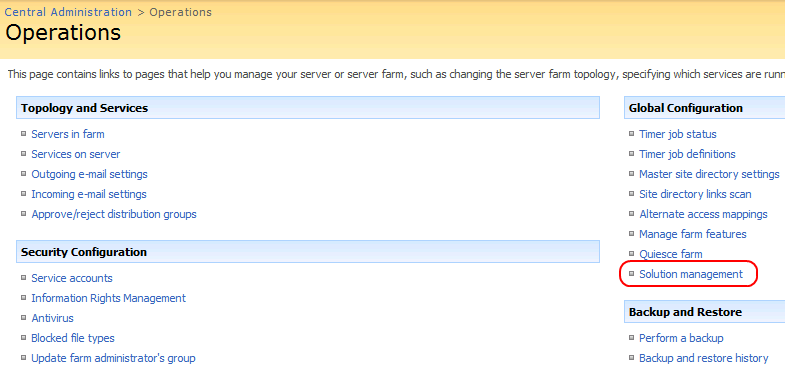 Central Administration > Operations
Operations
This page contains links to pages that help you manage your server or server farm, such as changing the server farm topology, specifying which services are runn
Topology and Services
Servers in farm
Services on server
Outgoing e-mail settings
Incoming e-mail settings
Approve/reject distribution groups
Security Configuration
Service accounts
Information Rights Management
Antivirus
Blocked file types
Update farm administrator's group
Global Configuration
Timer job status
Timer job definitions
Master site directory settings
Site directory links scan
Alternate access mappings
Manage farm features
Quiesce farm
Solution management
Backup and Restore
Perform a backup
Backup and restore history